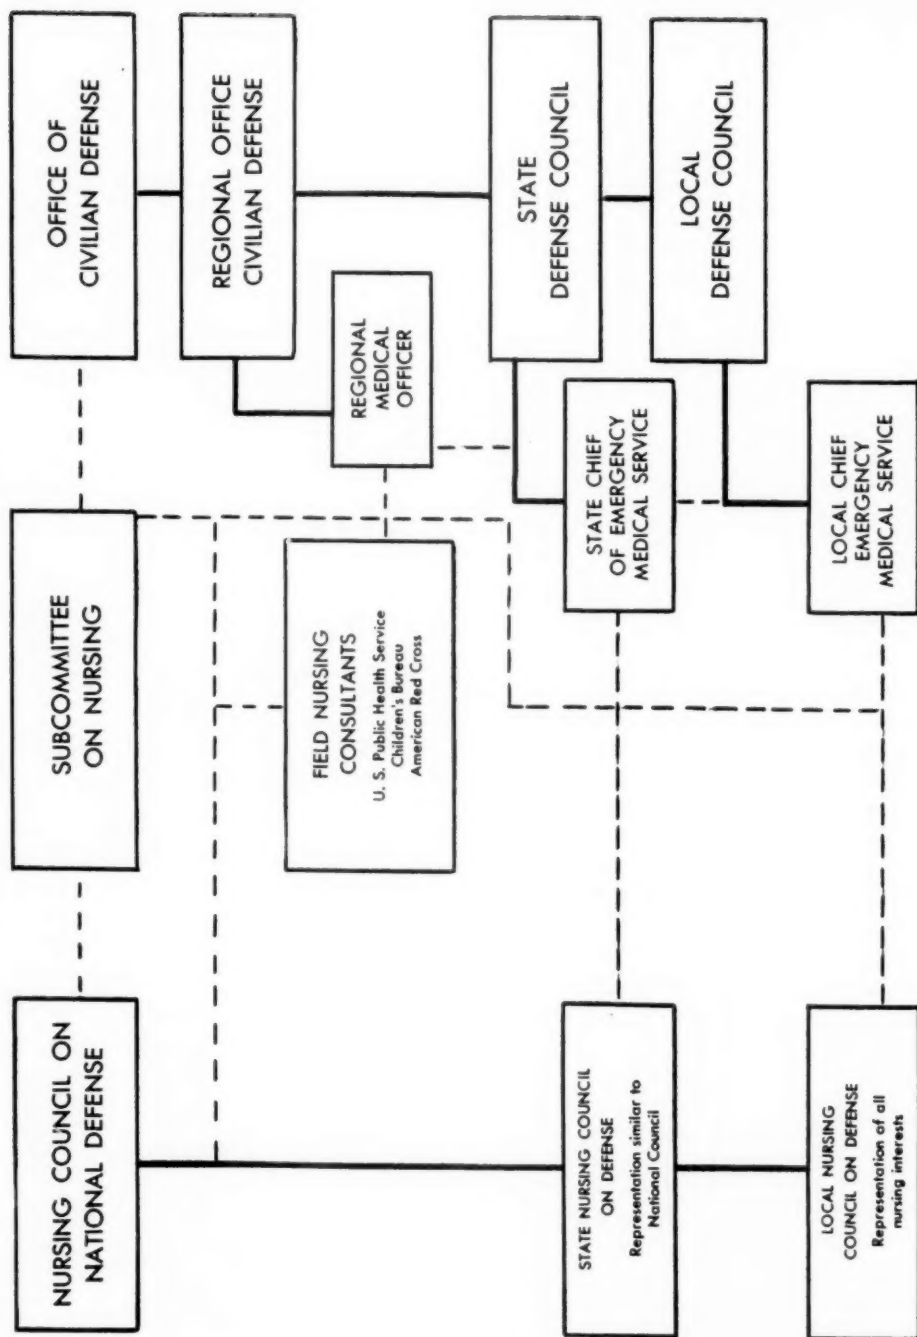 NURSING COUNCIL ON
NATIONAL DEFENSE
SUBCOMMITTEE
ON NURSING
OFFICE OF
CIVILIAN DEFENSE
REGIONAL OFFICE
CIVILIAN DEFENSE
FIELD NURSING
CONSULTANTS
U. S. Public Health Service
Children's Bureau
American Red Cross
REGIONAL
MEDICAL
OFFICER
STATE
DEFENSE COUNCIL
STATE NURSING COUNCIL
ON DEFENSE
Representation similar to
National Council
STATE CHIEF
OF EMERGENCY
MEDICAL SERVICE
LOCAL
DEFENSE COUNCIL
LOCAL NURSING
COUNCIL ON DEFENSE
Representation of all
nursing interests
LOCAL CHIEF
EMERGENCY
MEDICAL SERVICE